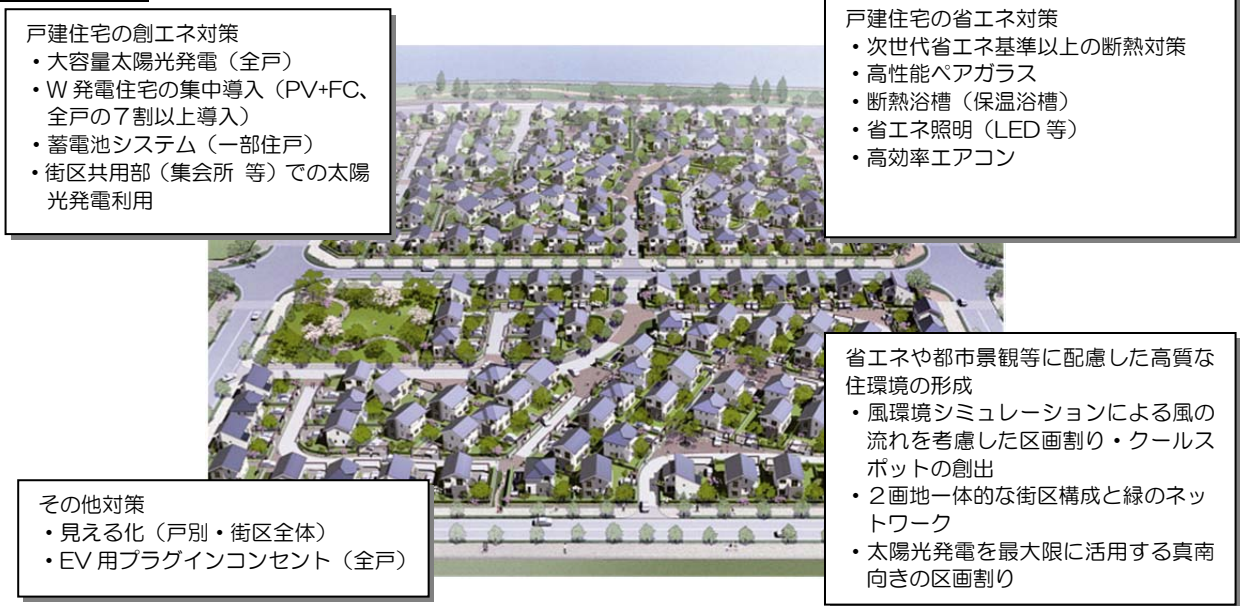 戸建住宅の創エネ対策
・大容量太陽光発電（全戸）
・W 発電住宅の集中導入（PV+FC、
全戸の７割以上導入）
・蓄電池システム（一部住戸）
・街区共用部（集会所 等）での太陽
光発電利用
戸建住宅の省エネ対策
・次世代省エネ基準以上の断熱対策
・高性能ペアガラス
・断熱浴槽（保温浴槽）
・省エネ照明（LED 等）
・高効率エアコン
省エネや都市景観等に配慮した高質な
住環境の形成
・風環境シミュレーションによる風の
流れを考慮した区画割り・クールス
ポットの創出
・２画地一体的な街区構成と緑のネッ
トワーク
・太陽光発電を最大限に活用する真南
向きの区画割り
その他対策
・見える化（戸別・街区全体）
・EV 用プラグインコンセント（全戸）